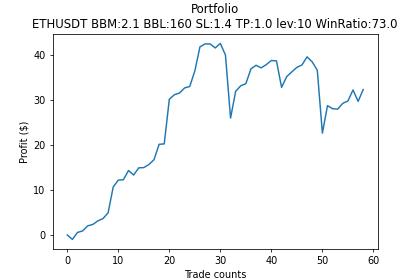 Portfolio
ETHUSDT BBM:2.1 BBL:160 SL:1.4 TP:1.0 lev:10 WinRatio:73.0
40
30
20
10
0
Profit ($)
0 10 20 30 40 50 60
Trade counts